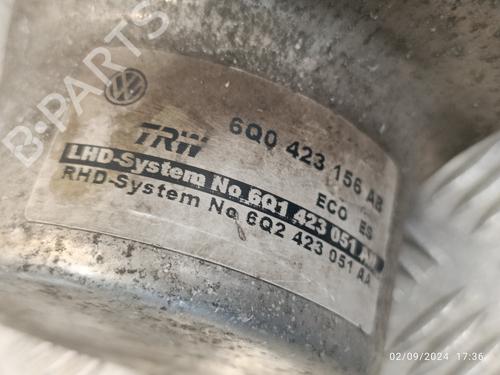 B-PARTS
6Q0 423 156 AB
TRW
ECO ES
LHD-System No 6Q1 423 051
RHD-System No 6Q2 423 051 AA
02/09/2024 17:36